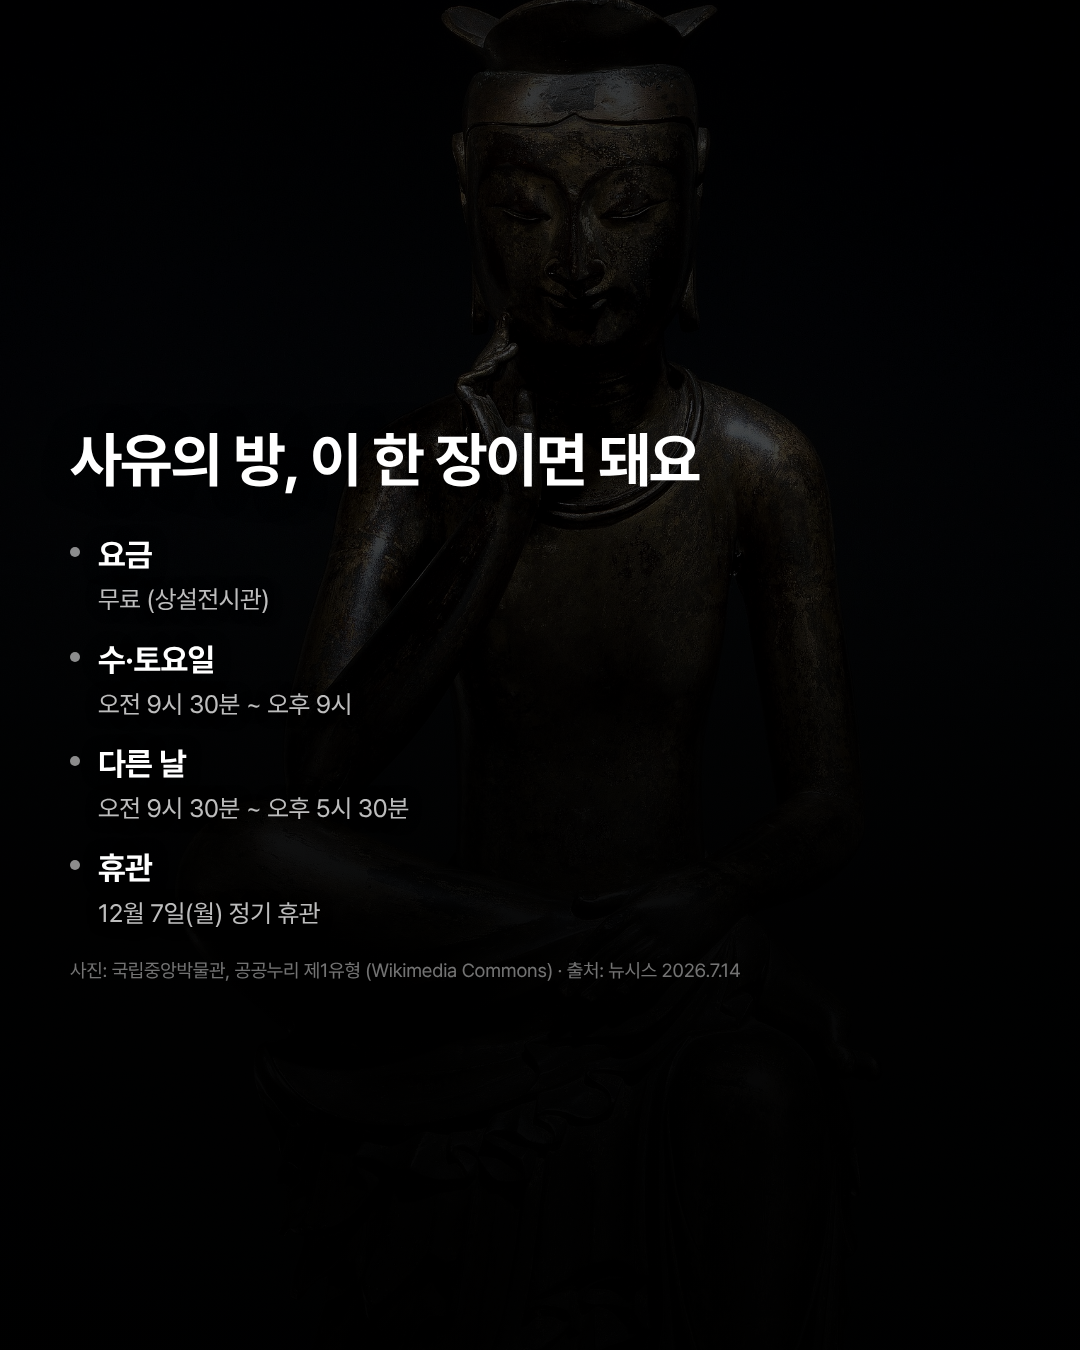 사유의 방, 이 한 장이면 돼요
요금
무료 (상설전시관)
수·토요일
오전 9시 30분 ~ 오후 9시
다른 날
오전 9시 30분 ~ 오후 5시 30분
휴관
12월 7일(월) 정기 휴관
사진: 국립중앙박물관, 공공누리 제1유형 (Wikimedia Commons) · 출처: 뉴시스 2026.7.14